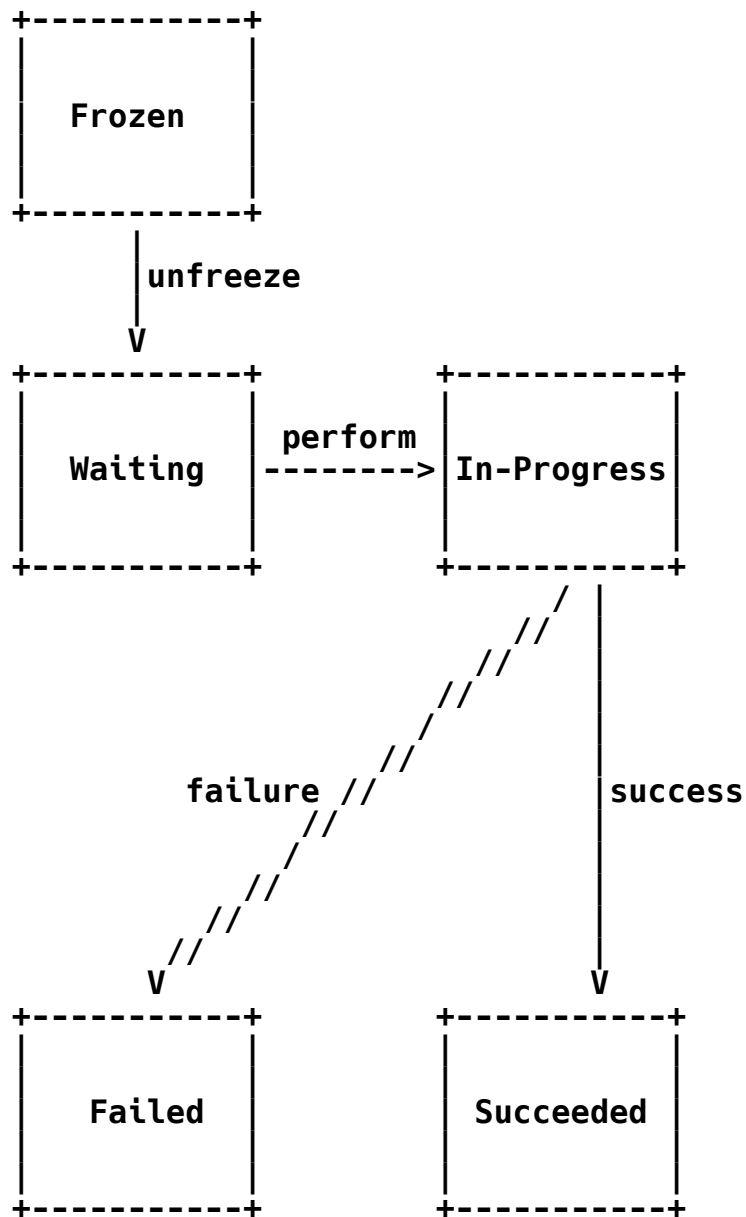 Frozen
unfreeze
perform
Waiting
In-Progress
failure
success
Failed
Succeeded